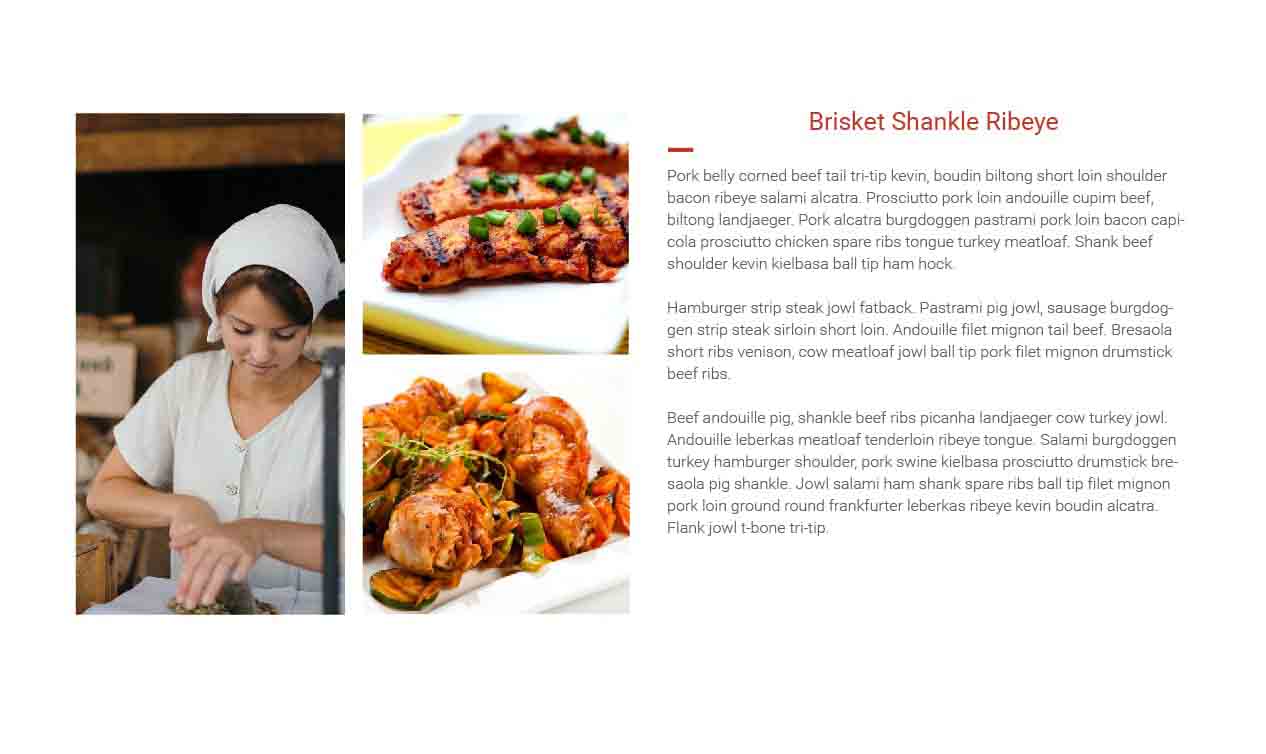 Brisket Shankle Ribeye
Pork belly corned beef tail tri-tip kevin, boudin biltong short loin shoulder
bacon ribeye salami alcatra. Prosciutto pork loin andouille cupim beef,
biltong landjaeger. Pork alcatra burgdoggen pastrami pork loin bacon capi-
cola prosciutto chicken spare ribs tongue turkey meatloaf. Shank beef
shoulder kevin kielbasa ball tip ham hock.
Hamburger strip steak jowl fatback. Pastrami pig jowl, sausage burgdog-
gen strip steak sirloin short loin. Andouille filet mignon tail beef. Bresaola
short ribs venison, cow meatloaf jowl ball tip pork filet mignon drumstick
beef ribs.
Beef andouille pig, shankle beef ribs picanha landjaeger cow turkey jowl.
Andouille leberkas meatloaf tenderloin ribeye tongue. Salami burgdoggen
turkey hamburger shoulder, pork swine kielbasa prosciutto drumstick bre-
saola pig shankle. Jowl salami ham shank spare ribs ball tip filet mignon
pork loin ground round frankfurter leberkas ribeye kevin boudin alcatra.
Flank jowl t-bone tri-tip.